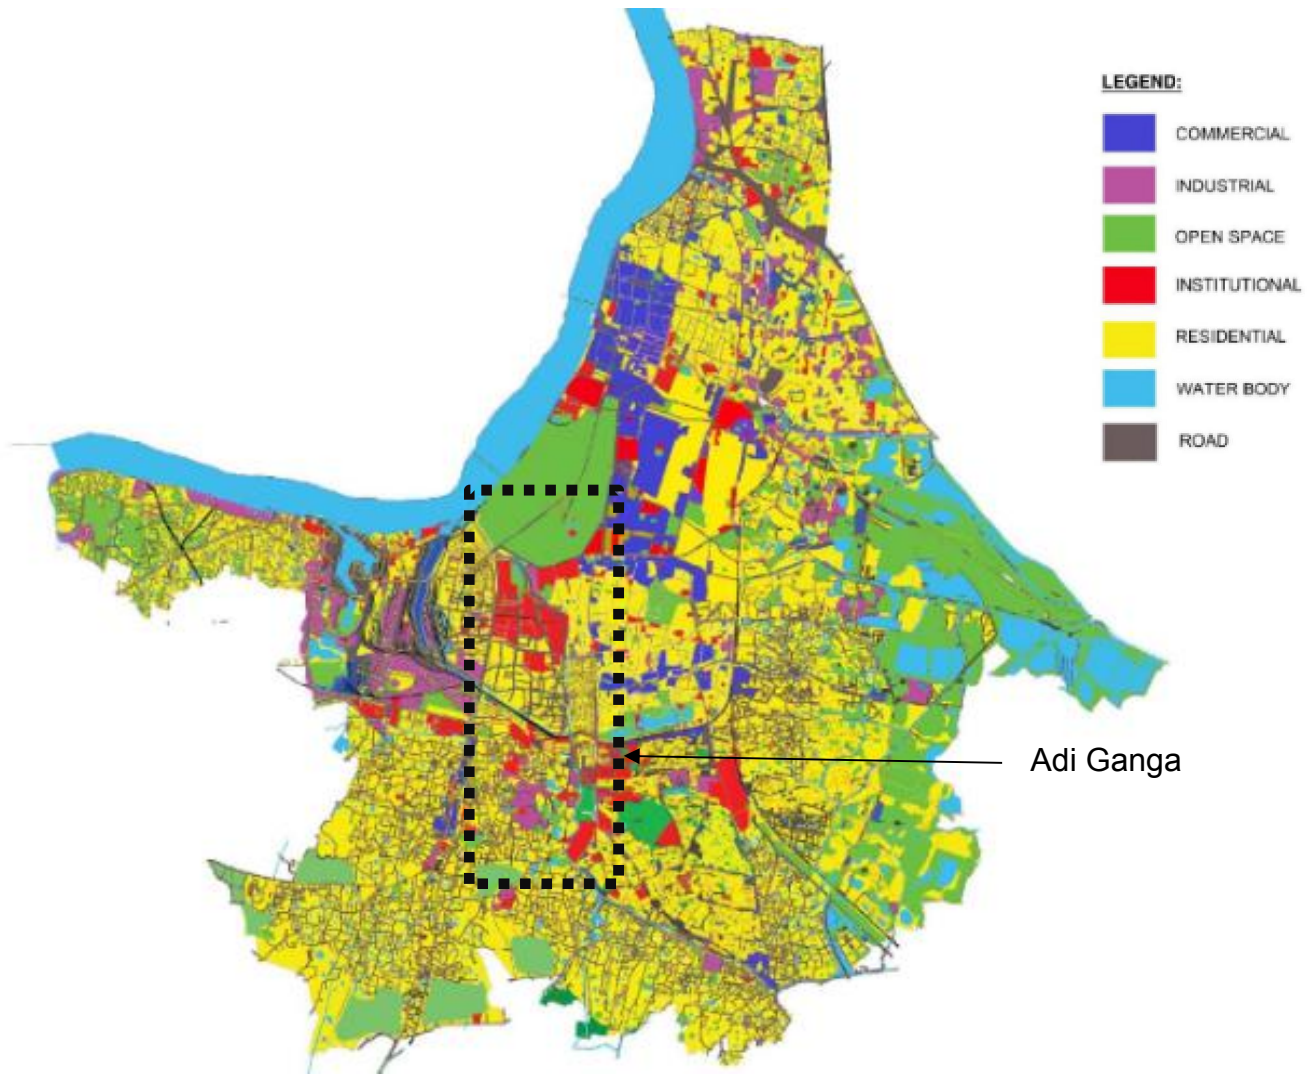 LEGEND:
COMMERCIAL
INDUSTRIAL
OPEN SPACE
INSTITUTIONAL
RESIDENTIAL
WATER BODY
ROAD
Adi Ganga